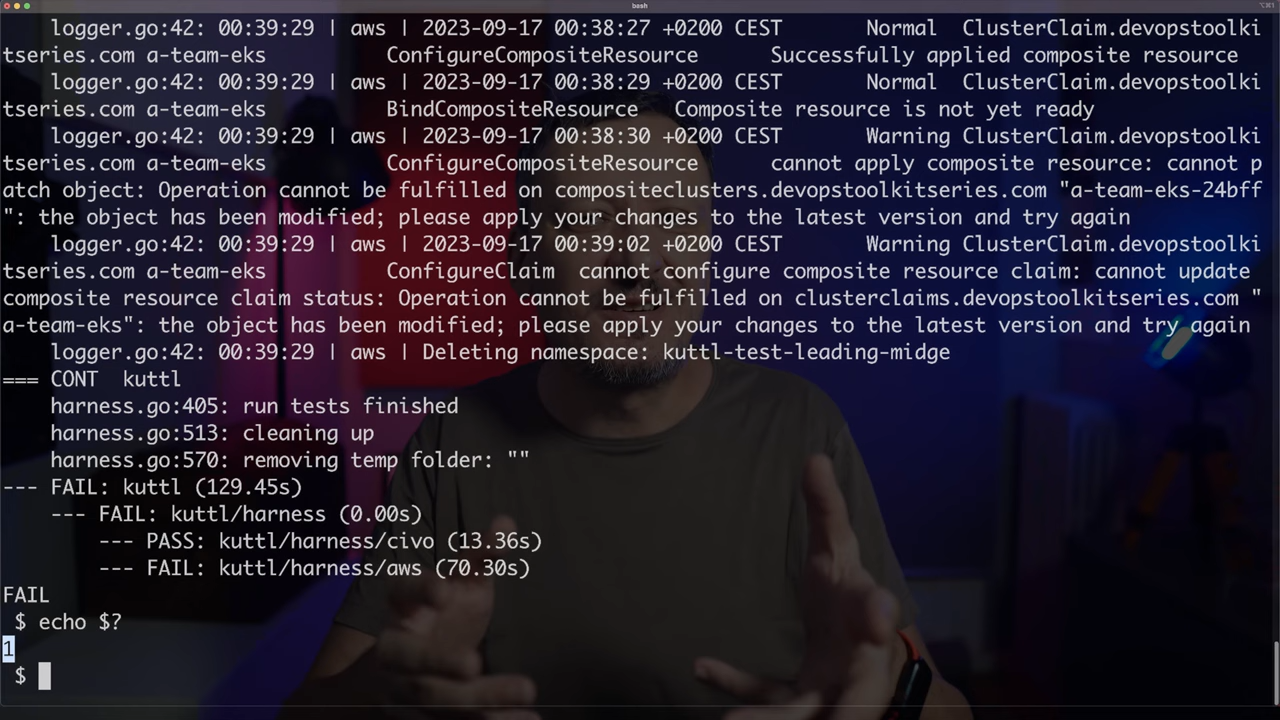 bash
⌥⌘1
logger.go:42: 00:39:29 | aws | 2023-09-17 00:38:27 +0200 CEST Normal ClusterClaim.devopstoolki
tseries.com a-team-eks ConfigureCompositeResource Successfully applied composite resource
logger.go:42: 00:39:29 | aws | 2023-09-17 00:38:29 +0200 CEST Normal ClusterClaim.devopstoolki
tseries.com a-team-eks BindCompositeResource Composite resource is not yet ready
logger.go:42: 00:39:29 | aws | 2023-09-17 00:38:30 +0200 CEST Warning ClusterClaim.devopstoolki
tseries.com a-team-eks ConfigureCompositeResource cannot apply composite resource: cannot p
atch object: Operation cannot be fulfilled on compositeclusters.devopstoolkitseries.com "a-team-eks-24bff
": the object has been modified; please apply your changes to the latest version and try again
logger.go:42: 00:39:29 | aws | 2023-09-17 00:39:02 +0200 CEST Warning ClusterClaim.devopstoolki
tseries.com a-team-eks ConfigureClaim cannot configure composite resource claim: cannot update
composite resource claim status: Operation cannot be fulfilled on clusterclaims.devopstoolkitseries.com "
a-team-eks": the object has been modified; please apply your changes to the latest version and try again
logger.go:42: 00:39:29 | aws | Deleting namespace: kuttl-test-leading-midge
=== CONT kuttl
harness.go:405: run tests finished
harness.go:513: cleaning up
harness.go:570: removing temp folder: ""
--- FAIL: kuttl (129.45s)
--- FAIL: kuttl/harness (0.00s)
--- PASS: kuttl/harness/civo (13.36s)
--- FAIL: kuttl/harness/aws (70.30s)
FAIL
$ echo $?
1
$